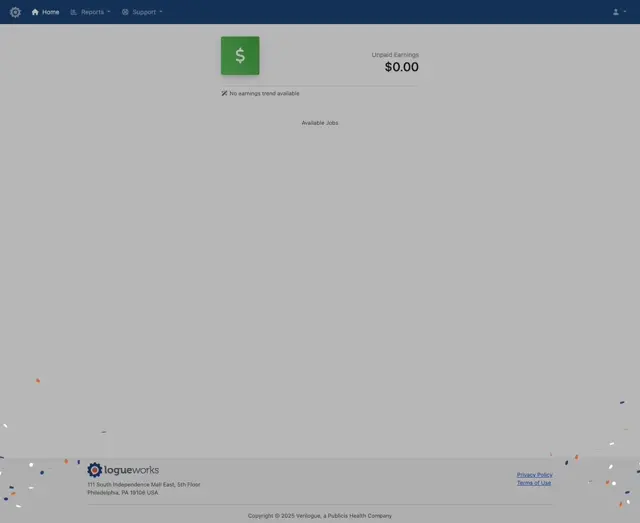 Home Reports Support
$
Unpaid Earnings
$0.00
No earnings trend available
Available Jobs
logueworks
111 South Independence Mall East, 5th Floor
Philadelphia, PA 19106 USA
Privacy Policy
Terms of Use
Copyright © 2025 Verilogue, a Publicis Health Company